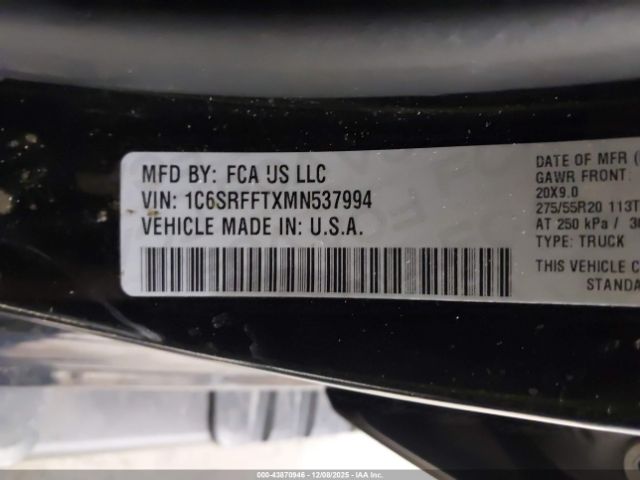 MFD BY: FCA US LLC
VIN: 1C6SRFFTXMN537994
VEHICLE MADE IN: U.S.A.
DATE OF MFR (
GAWR FRONT:
20X9.0
275/55R20 113T
AT 250 kPa / 
TYPE: TRUCK
THIS VEHICLE C
STANDA
000-43870946 - 12/08/2025 - IAA Inc.